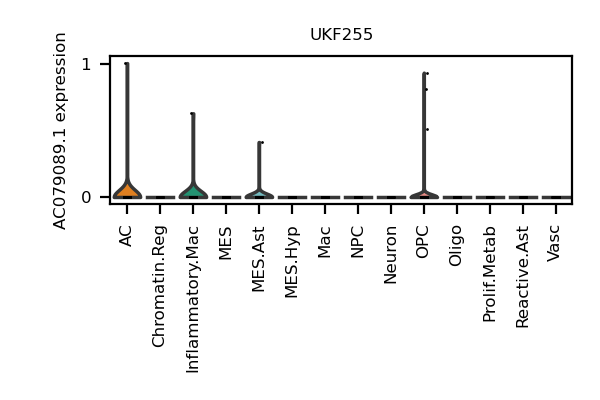 UKF255
AC079089.1 expression
1
0
AC
Chromatin.Reg
Inflammatory.Mac
MES
MES.Ast
MES.Hyp
Mac
NPC
Neuron
OPC
Oligo
Prolif.Metab
Reactive.Ast
Vasc